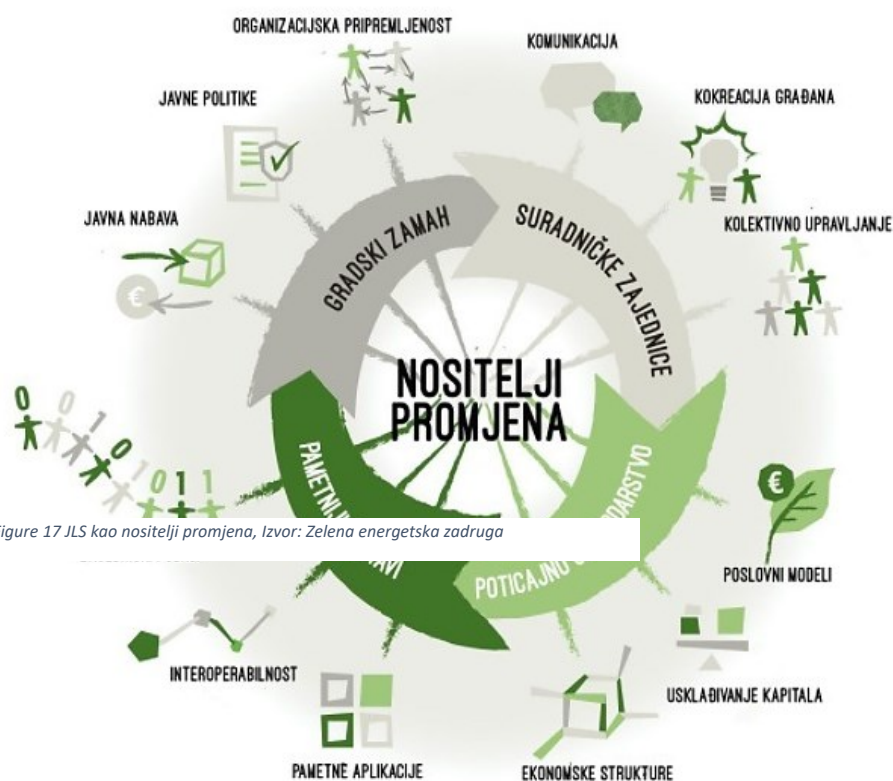 ORGANIZACIJSKA PRIPREMLJENOST
KOMUNIKACIJA
JAVNE POLITIKE
KOKREACIJA GRAĐANA
JAVNA NABAVA
KOLEKTIVNO UPRAVLJANJE
GRADSKI ZAMAH
SURADNIČKE ZAJEDNICE
NOSITELJI
PROMJENA
0 0 1 0 1 0 1 1
PAMETNI
POTICAJNO
POSLOVNI MODELI
igure 17 JLS kao nositelji promjena, Izvor: Zelena energetska zadruga
INTEROPERABILNOST
USKLAĐIVANJE KAPITALA
PAMETNE APLIKACIJE
EKONOMSKE STRUKTURE